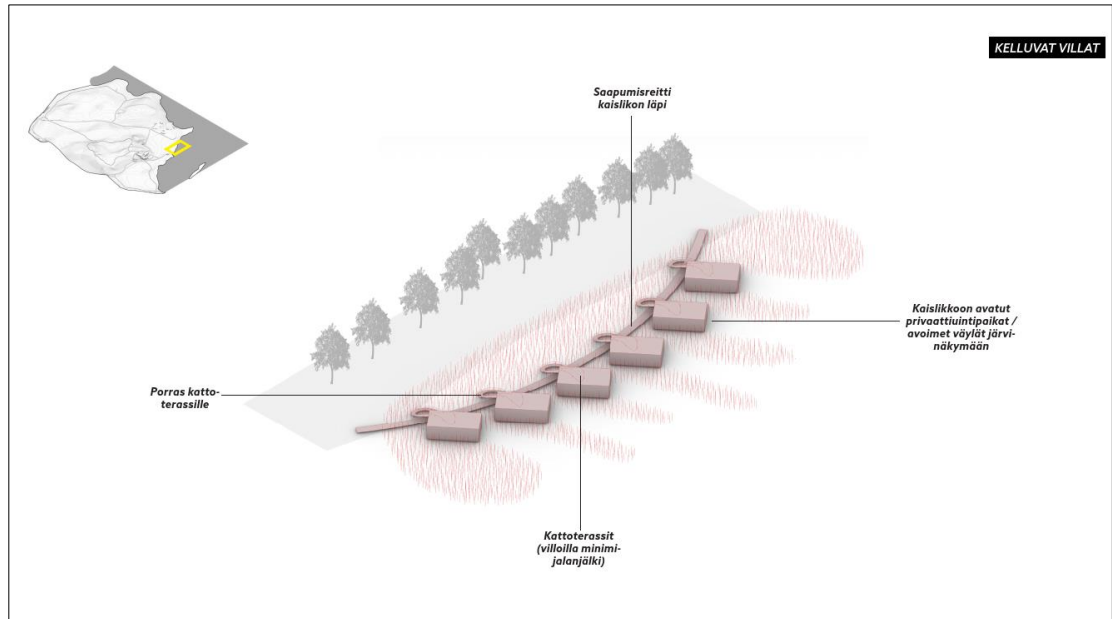 KELLUVAT VILLAT
Saapumisreitti
kaislikon läpi
Kaislikkoon avatut
privaattiuintipaikat /
avoimet väylät järvi-
näkymään
Porras katto-
terassille
Kattoterassit
(villoilla minimi-
jalanjälki)